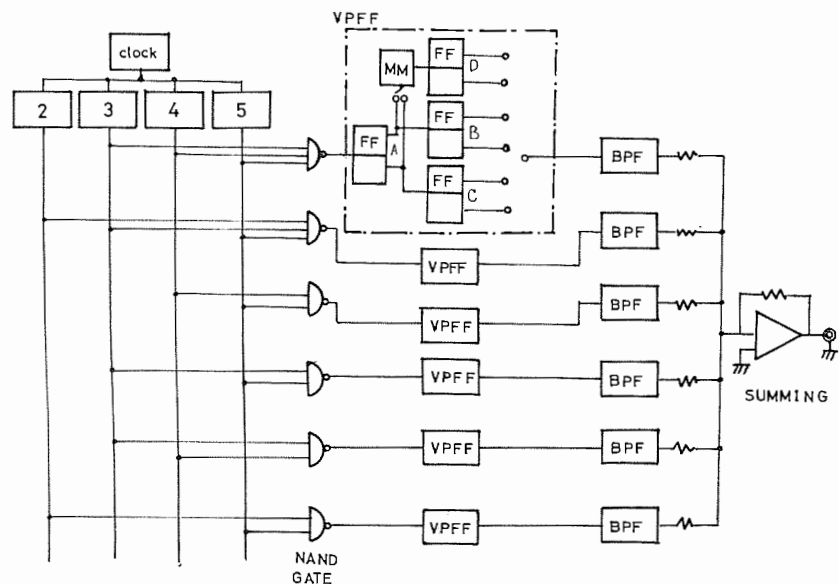 VPFF
clock
FF
D
MM
2
3
4
5
FF
B
FF
A
BPF
FF
C
BPF
VPFF
BPF
VPFF
SUMMING
VPFF
BPF
VPFF
BPF
VPFF
BPF
NAND
GATE